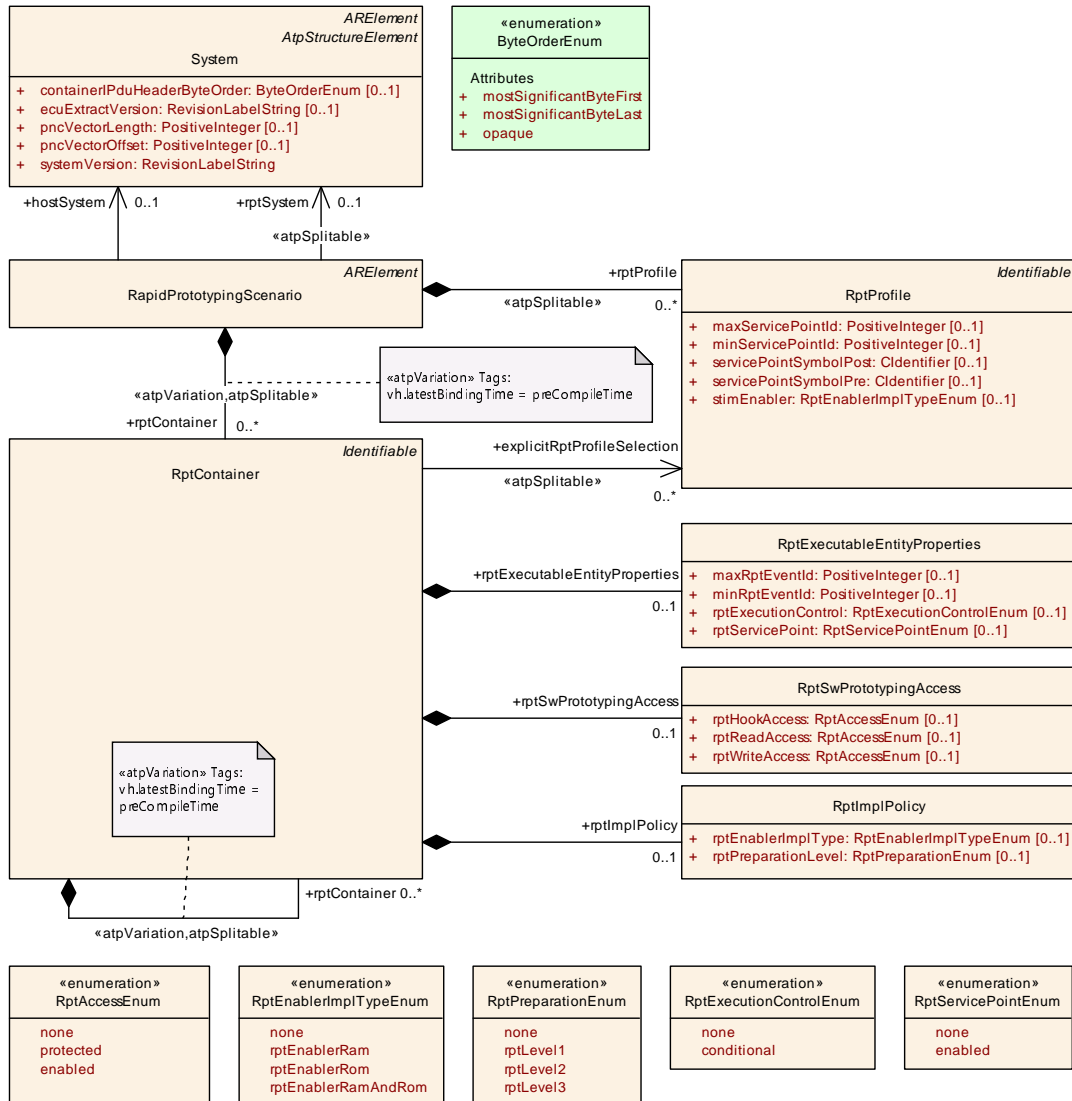 ARElement
AtpStructureElement
System
+ containerIPduHeaderByteOrder: ByteOrderEnum [0..1]
+ ecuExtractVersion: RevisionLabelString [0..1]
+ pncVectorLength: PositiveInteger [0..1]
+ pncVectorOffset: PositiveInteger [0..1]
+ systemVersion: RevisionLabelString
«enumeration»
ByteOrderEnum
Attributes
+ mostSignificantByteFirst
+ mostSignificantByteLast
+ opaque
+hostSystem 0..1
+rptSystem 0..1
«atpSplitable»
ARElement
RapidPrototypingScenario
+rptProfile
«atpSplitable»
0..*
Identifiable
RptProfile
+ maxServicePointId: PositiveInteger [0..1]
+ minServicePointId: PositiveInteger [0..1]
+ servicePointSymbolPost: CIdentifier [0..1]
+ servicePointSymbolPre: CIdentifier [0..1]
+ stimEnabler: RptEnablerImplTypeEnum [0..1]
«atpVariation» Tags:
vh.latestBindingTime = preCompileTime
«atpVariation,atpSplitable»
+rptContainer 0..*
Identifiable
RptContainer
+explicitRptProfileSelection
«atpSplitable»
0..*
+rptExecutableEntityProperties
0..1
RptExecutableEntityProperties
+ maxRptEventId: PositiveInteger [0..1]
+ minRptEventId: PositiveInteger [0..1]
+ rptExecutionControl: RptExecutionControlEnum [0..1]
+ rptServicePoint: RptServicePointEnum [0..1]
+rptSwPrototypingAccess
0..1
RptSwPrototypingAccess
+ rptHookAccess: RptAccessEnum [0..1]
+ rptReadAccess: RptAccessEnum [0..1]
+ rptWriteAccess: RptAccessEnum [0..1]
«atpVariation» Tags:
vh.latestBindingTime =
preCompileTime
+rptImplPolicy
0..1
RptImplPolicy
+ rptEnablerImplType: RptEnablerImplTypeEnum [0..1]
+ rptPreparationLevel: RptPreparationEnum [0..1]
+rptContainer 0..*
«atpVariation,atpSplitable»
«enumeration»
RptAccessEnum
none
protected
enabled
«enumeration»
RptEnablerImplTypeEnum
none
rptEnablerRam
rptEnablerRom
rptEnablerRamAndRom
«enumeration»
RptPreparationEnum
none
rptLevel1
rptLevel2
rptLevel3
«enumeration»
RptExecutionControlEnum
none
conditional
«enumeration»
RptServicePointEnum
none
enabled